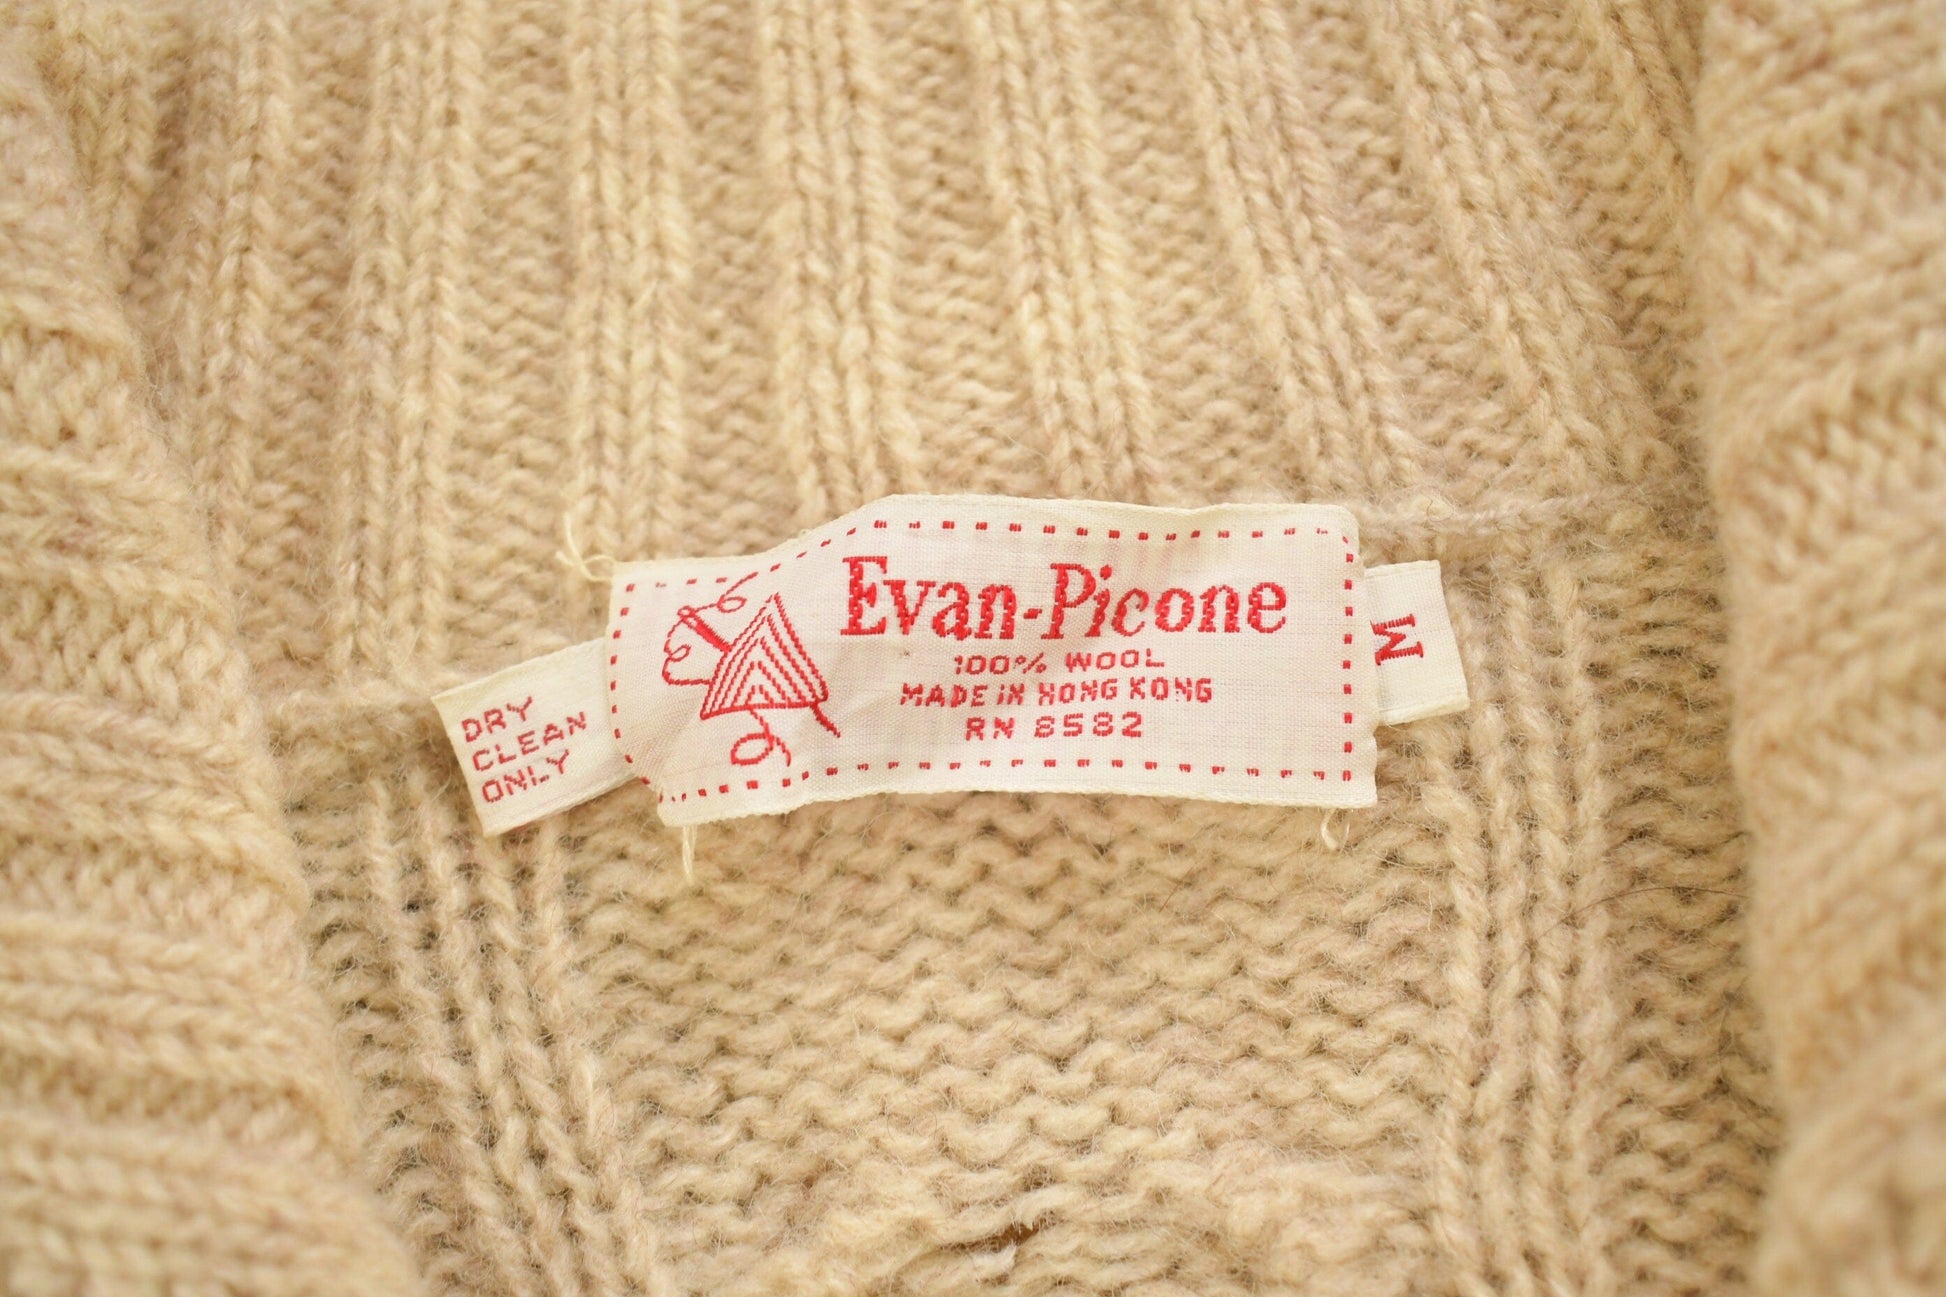 Evan-Picone
100% WOOL
MADE IN HONG KONG
RN 8582
DRY
CLEAN
ONLY
M